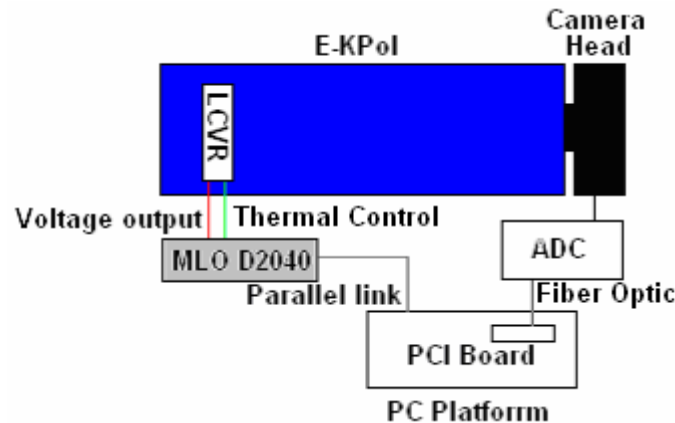 Camera
Head
E-KPol
LCVR
Voltage output
Thermal Control
MLO D2040
ADC
Parallel link
Fiber Optic
PCI Board
PC Platforrm